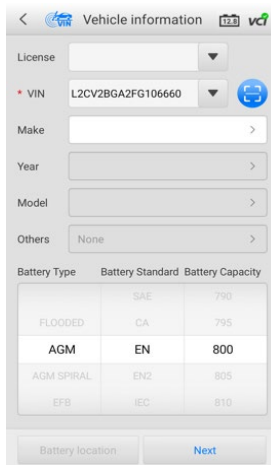 VIN Vehicle information 12.8 vci
License
* VIN L2CV2BGA2FG106660
Make
Year
Model
Others None
Battery Type Battery Standard Battery Capacity
SAE 790
FLOODED CA 795
AGM EN 800
AGM SPIRAL EN2 805
EFB IEC 810
Battery location Next